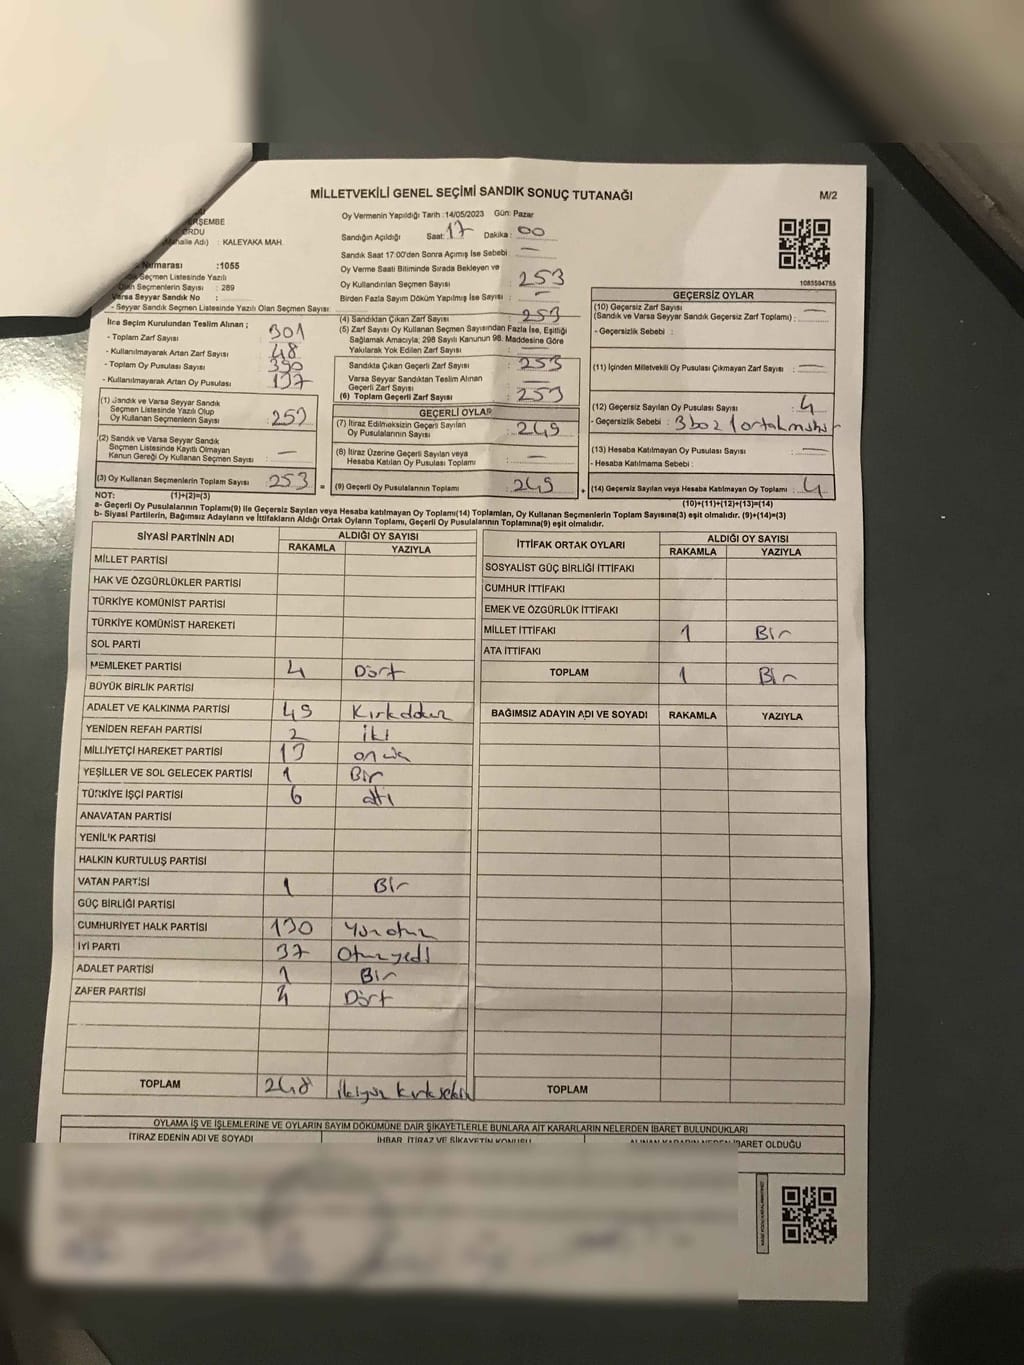 MİLLETVEKİLİ GENEL SEÇİMİ SANDIK SONUÇ TUTANAĞI
M/2
RŞEMBE
ORDU
Mahalle Adı) : KALEYAKA MAH.
Numarası :1055
Seçmen Listesinde Yazılı
Olan Seçmenlerin Sayısı : 289
Varsa Seyyar Sandık No :
- Seyyar Sandık Seçmen Listesinde Yazılı Olan Seçmen Sayısı :
Oy Vermenin Yapıldığı Tarih :14/05/2023 Gün: Pazar
Sandığın Açıldığı Saat: 17 Dakika : 00
Sandık Saat 17:00'den Sonra Açımış İse Sebebi : —
Oy Verme Saati Bitiminde Sırada Bekleyen ve
Oy Kullandırılan Seçmen Sayısı : 253
Birden Fazla Sayım Döküm Yapılmış İse Sayısı : —
1085504755
İlçe Seçim Kurulundan Teslim Alınan ;
- Toplam Zarf Sayısı : 301
- Kullanılmayarak Artan Zarf Sayısı : 48
- Toplam Oy Pusulası Sayısı :
- Kullanılmayarak Artan Oy Pusulası :
(4) Sandıktan Çıkan Zarf Sayısı : 253
(5) Zarf Sayısı Oy Kullanan Seçmen Sayısından Fazla İse, Eşitliği
Sağlamak Amacıyla; 298 Sayılı Kanunun 98. Maddesine Göre
Yakılarak Yok Edilen Zarf Sayısı : —
Sandıkta Çıkan Geçerli Zarf Sayısı : 253
Varsa Seyyar Sandıktan Teslim Alınan
Geçerli Zarf Sayısı : —
(6) Toplam Geçerli Zarf Sayısı : 253
GEÇERSİZ OYLAR
(10) Geçersiz Zarf Sayısı
(Sandık ve Varsa Seyyar Sandık Geçersiz Zarf Toplamı) : —
- Geçersizlik Sebebi :
(11) İçinden Milletvekili Oy Pusulası Çıkmayan Zarf Sayısı : —
(12) Geçersiz Sayılan Oy Pusulası Sayısı : 4
- Geçersizlik Sebebi : 3 boz 1 ortak
(13) Hesaba Katılmayan Oy Pusulası Sayısı : —
- Hesaba Katılmama Sebebi :
(14) Geçersiz Sayılan veya Hesaba Katılmayan Oy Toplamı : 4
(10)+(11)+(12)+(13)=(14)
(1) Sandık ve Varsa Seyyar Sandık
Seçmen Listesinde Yazılı Olup
Oy Kullanan Seçmenlerin Sayısı : 253
(2) Sandık ve Varsa Seyyar Sandık
Seçmen Listesinde Kayıtlı Olmayan
Kanun Gereği Oy Kullanan Seçmen Sayısı : —
(3) Oy Kullanan Seçmenlerin Toplam Sayısı : 253
GEÇERLİ OYLAR
(7) İtiraz Edilmeksizin Geçerli Sayılan
Oy Pusulalarının Sayısı : 249
(8) İtiraz Üzerine Geçerli Sayılan veya
Hesaba Katılan Oy Pusulası Toplamı : —
= (9) Geçerli Oy Pusulalarının Toplamı : 249 +
NOT: (1)+(2)=(3)
a- Geçerli Oy Pusulaları Toplamı(9) ile Geçersiz Sayılan veya Hesaba katılmayan Oy Toplamı(14) Toplamları, Oy Kullanan Seçmenlerin Toplam Sayısına(3) eşit olmalıdır. (9)+(14)=(3)
b- Siyasi Partilerin, Bağımsız Adayların ve İttifakların Aldığı Ortak Oyların Toplamı, Geçerli Oy Pusulalarının Toplamına(9) eşit olmalıdır.
SİYASİ PARTİNİN ADI ALDIĞI OY SAYISI
RAKAMLA YAZIYLA
MİLLET PARTİSİ
HAK VE ÖZGÜRLÜKLER PARTİSİ
TÜRKİYE KOMÜNİST PARTİSİ
TÜRKİYE KOMÜNİST HAREKETİ
SOL PARTİ
MEMLEKET PARTİSİ 4 Dört
BÜYÜK BİRLİK PARTİSİ
ADALET VE KALKINMA PARTİSİ 49 Kırkdokuz
YENİDEN REFAH PARTİSİ 2 iki
MİLLİYETÇİ HAREKET PARTİSİ 13 on üç
YEŞİLLER VE SOL GELECEK PARTİSİ 1 Bir
TÜRKİYE İŞÇİ PARTİSİ 6 altı
ANAVATAN PARTİSİ
YENİLİK PARTİSİ
HALKIN KURTULUŞ PARTİSİ
VATAN PARTİSİ 1 Bir
GÜÇ BİRLİĞİ PARTİSİ
CUMHURİYET HALK PARTİSİ 130 Yüz otuz
İYİ PARTİ 37 Otuz yedi
ADALET PARTİSİ 1 Bir
ZAFER PARTİSİ 4 Dört
TOPLAM 248 ikiyüz kırksekiz
İTTİFAK ORTAK OYLARI ALDIĞI OY SAYISI
RAKAMLA YAZIYLA
SOSYALİST GÜÇ BİRLİĞİ İTTİFAKI
CUMHUR İTTİFAKI
EMEK VE ÖZGÜRLÜK İTTİFAKI
MİLLET İTTİFAKI 1 Bir
ATA İTTİFAKI
TOPLAM 1 Bir
BAĞIMSIZ ADAYIN ADI VE SOYADI RAKAMLA YAZIYLA
TOPLAM
OYLAMA İŞ VE İŞLEMLERİNE VE OYLARIN SAYIM DÖKÜMÜNE DAİR ŞİKAYETLERLE BUNLARA AİT KARARLARIN NELERDEN İBARET BULUNDUKLARI
İTİRAZ EDENİN ADI VE SOYADI İHBAR, İTİRAZ VE ŞİKAYETİN KONUSU ALINAN KARARIN NEDEN İBARET OLDUĞU